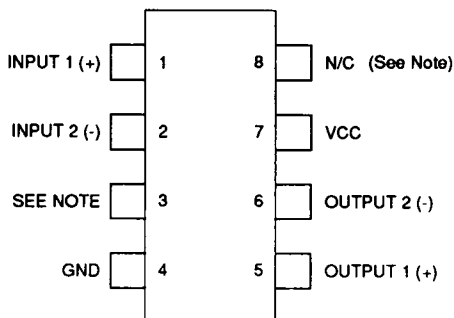 INPUT 1 (+) 1 8 N/C (See Note)
INPUT 2 (-) 2 7 VCC
SEE NOTE 3 6 OUTPUT 2 (-)
GND 4 5 OUTPUT 1 (+)